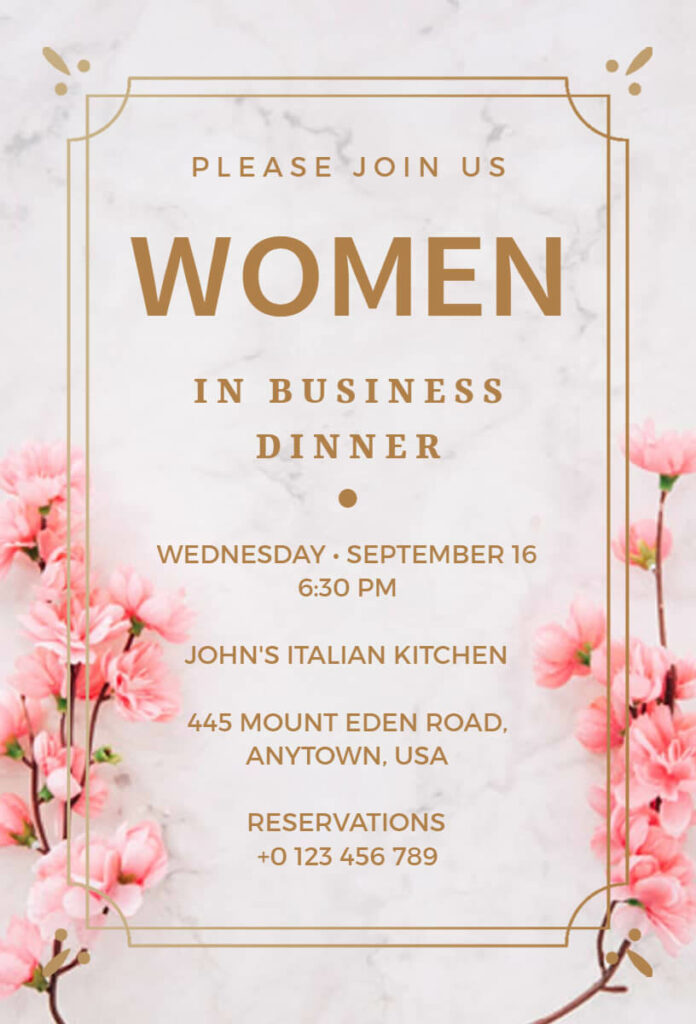 PLEASE JOIN US
WOMEN
IN BUSINESS
DINNER
WEDNESDAY • SEPTEMBER 16
6:30 PM
JOHN'S ITALIAN KITCHEN
445 MOUNT EDEN ROAD,
ANYTOWN, USA
RESERVATIONS
+0 123 456 789